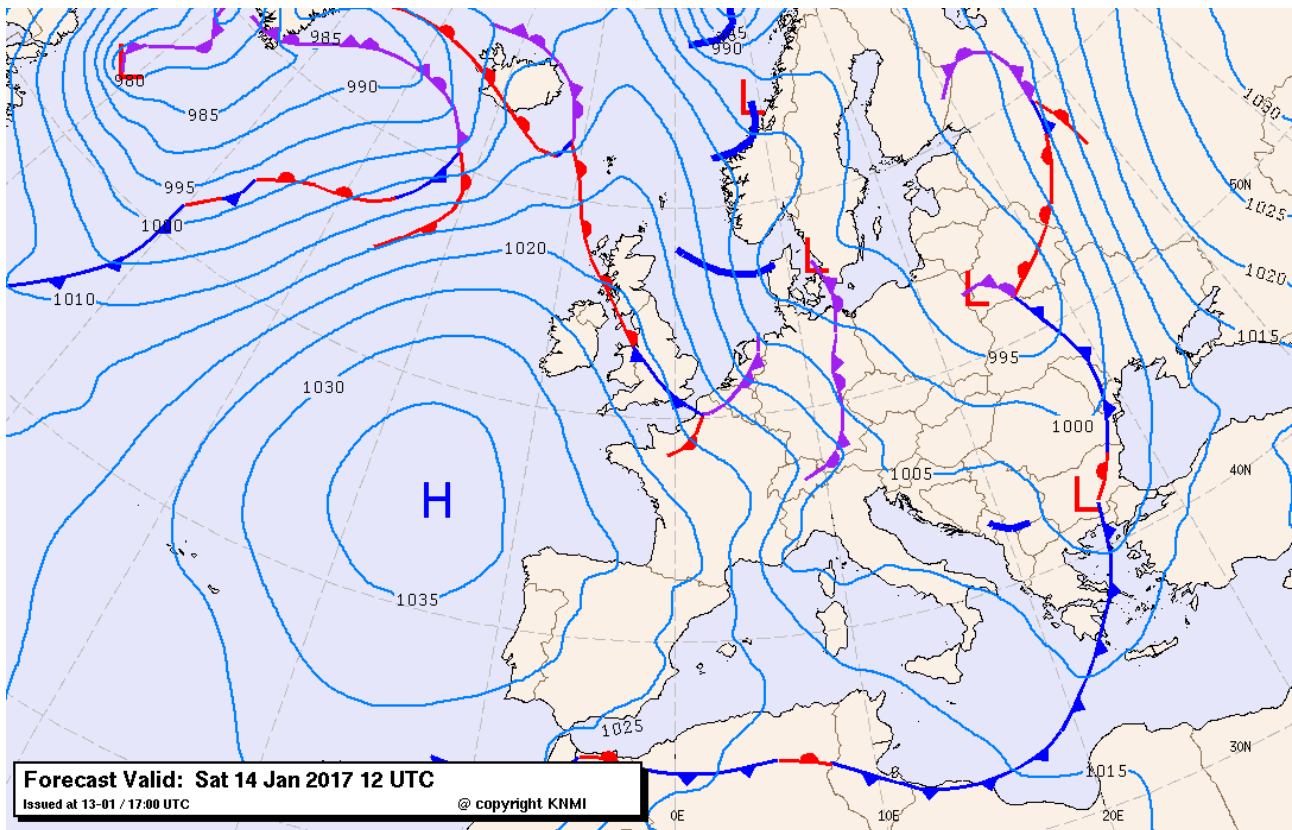 985
985
990
980
990
1030
985
995
50N
1000
1025
1020
1020
1010
1015
995
1030
1000
1005
40N
H
L
L
L
L
L
1035
1025
30N
1015
Forecast Valid: Sat 14 Jan 2017 12 UTC
Issued at 13-01 / 17:00 UTC
@ copyright KNMI
0E
10E
20E